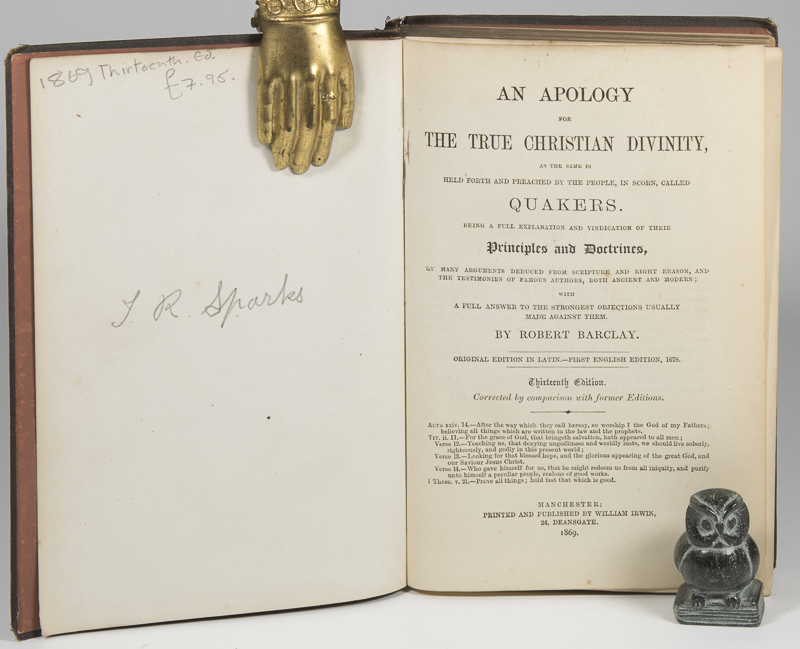 1869 Thirteenth. Ed.
£7.95.
T. R. Sparks
AN APOLOGY
FOR
THE TRUE CHRISTIAN DIVINITY,
AS THE SAME IS
HELD FORTH AND PREACHED BY THE PEOPLE, IN SCORN, CALLED
QUAKERS.
BEING A FULL EXPLANATION AND VINDICATION OF THEIR
Principles and Doctrines,
BY MANY ARGUMENTS DEDUCED FROM SCRIPTURE AND RIGHT REASON, AND
THE TESTIMONIES OF FAMOUS AUTHORS, BOTH ANCIENT AND MODERN;
WITH
A FULL ANSWER TO THE STRONGEST OBJECTIONS USUALLY
MADE AGAINST THEM.
BY ROBERT BARCLAY.
ORIGINAL EDITION IN LATIN.—FIRST ENGLISH EDITION, 1678.
Thirteenth Edition.
Corrected by comparison with former Editions.
ACTS xxiv. 14.—After the way which they call heresy, so worship I the God of my Fathers;
believing all things which are written in the law and the prophets.
TIT. ii. 11.—For the grace of God, that bringeth salvation, hath appeared to all men;
Verse 12.—Teaching us, that denying ungodliness and worldly lusts, we should live soberly,
righteously, and godly in this present world;
Verse 13.—Looking for that blessed hope, and the glorious appearing of the great God, and
our Saviour Jesus Christ.
Verse 14.—Who gave himself for us, that he might redeem us from all iniquity, and purify
unto himself a peculiar people, zealous of good works.
1 Thess. v. 21.—Prove all things; hold fast that which is good.
MANCHESTER:
PRINTED AND PUBLISHED BY WILLIAM IRWIN,
24, DEANSGATE.
1869.